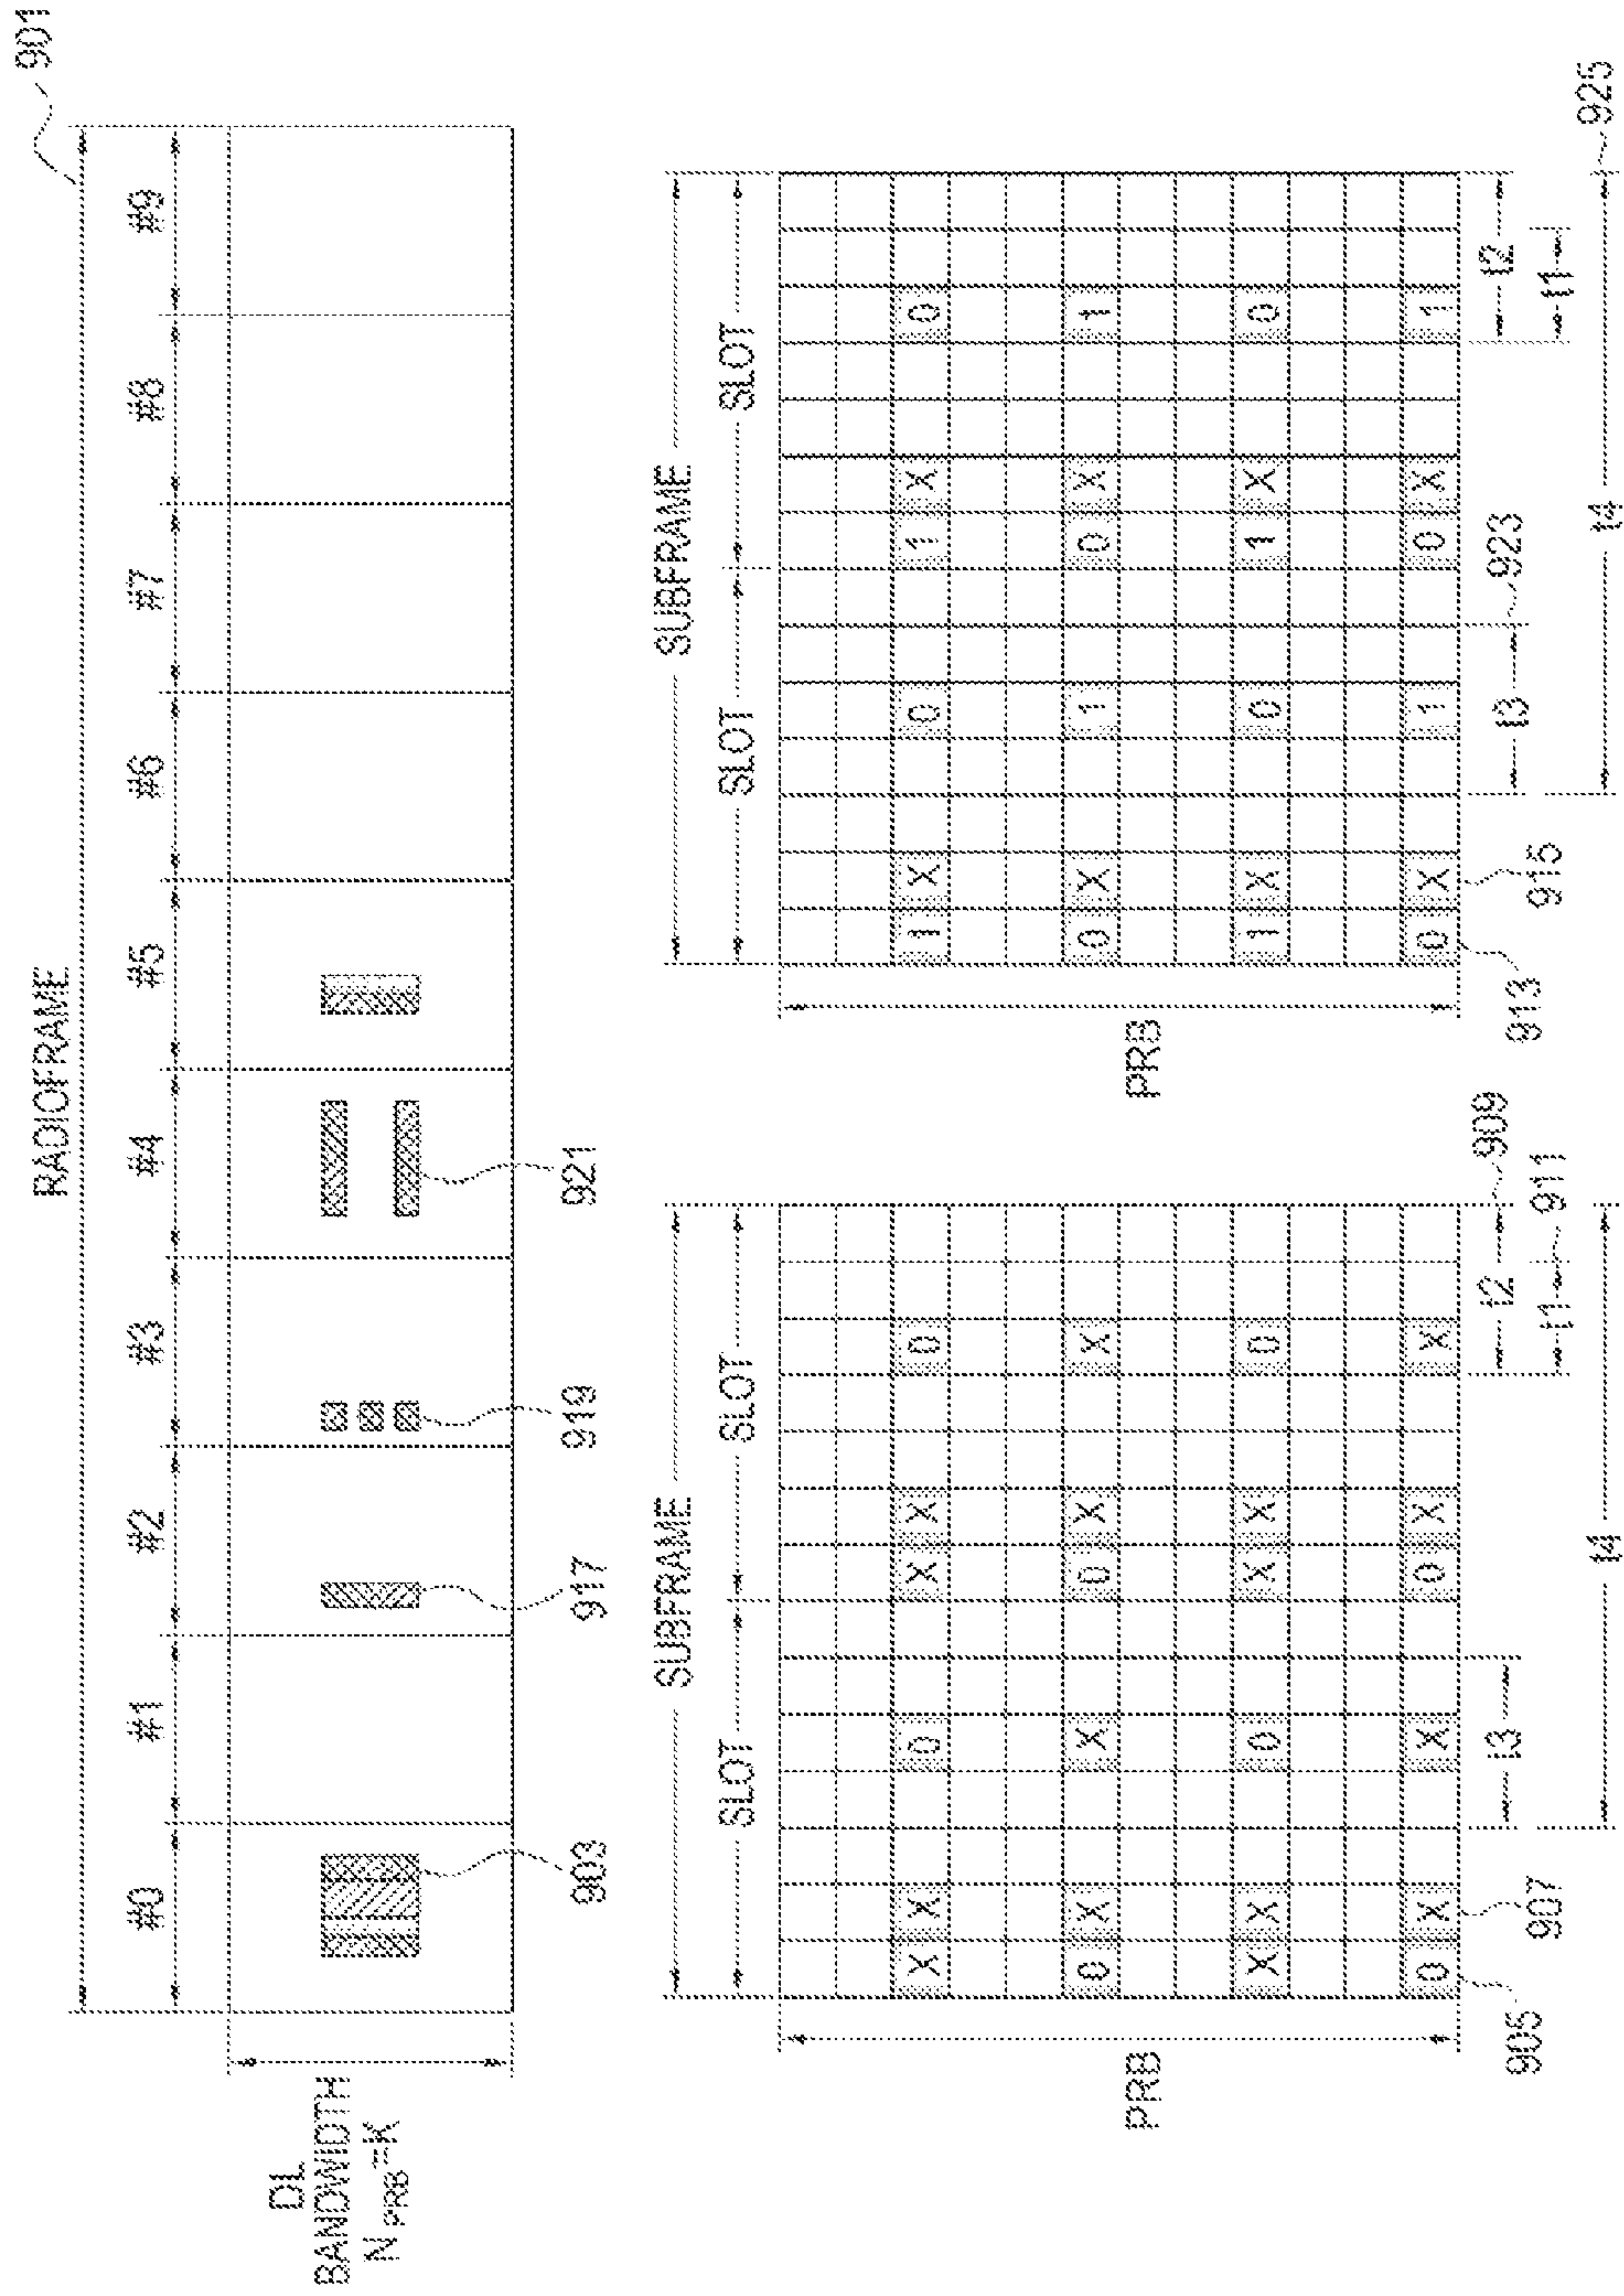 RADIOFRAME
901
#0 #1 #2 #3 #4 #5 #6 #7 #8 #9
DL
BANDWIDTH
N PRB =K
903 917 919 921
SUBFRAME SUBFRAME
SLOT SLOT SLOT SLOT
X X 0 X X 0 1 X 0 1 X 0
0 X X 0 X X 0 X 1 0 X 1
PRB PRB
X X 0 X X 0 1 X 0 1 X 0
0 X X 0 X X 0 X 1 0 X 1
905 907 t3 t2 909 913 915 t3 923 t2
t1 911 t1
t4 t4 925